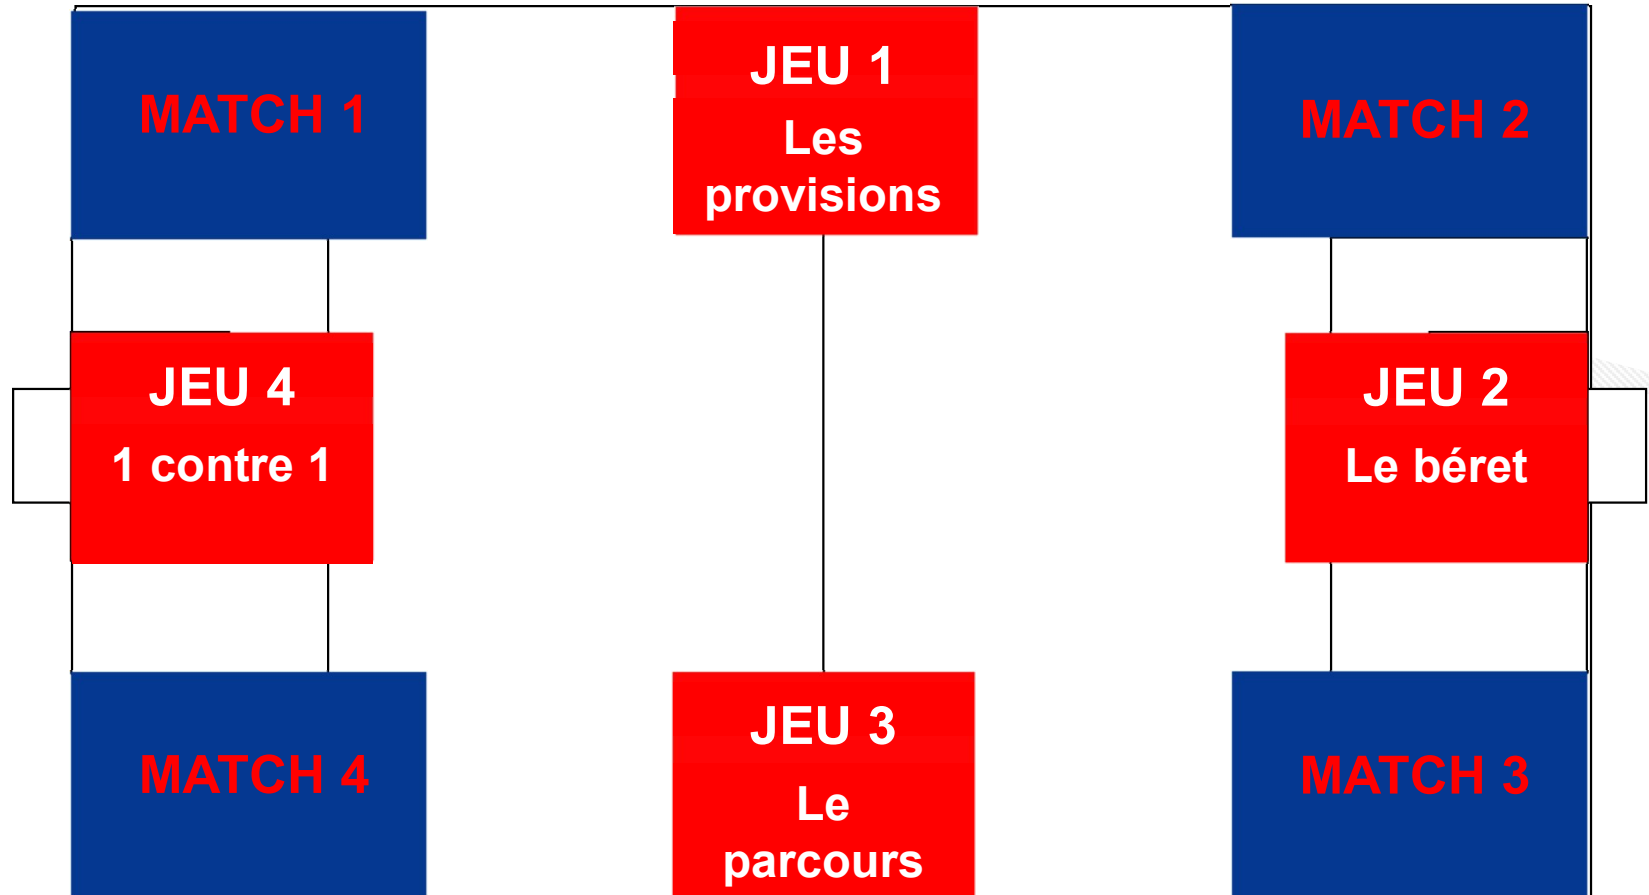 MATCH 1
JEU 1
Les
provisions
MATCH 2
JEU 4
1 contre 1
JEU 2
Le béret
MATCH 4
JEU 3
Le
parcours
MATCH 3